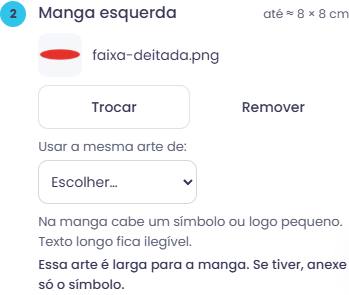 2 Manga esquerda até ≈ 8 × 8 cm
faixa-deitada.png
Trocar Remover
Usar a mesma arte de:
Escolher...
Na manga cabe um símbolo ou logo pequeno.
Texto longo fica ilegível.
Essa arte é larga para a manga. Se tiver, anexe
só o símbolo.